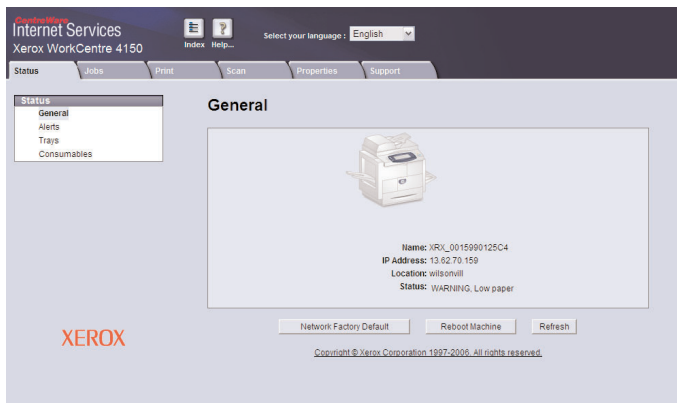 CentreWare
Internet Services
Xerox WorkCentre 4150
Index Help...
Select your language : English
Status Jobs Print Scan Properties Support
Status
General
Alerts
Trays
Consumables
General
Name: XRX_0015990125C4
IP Address: 13.62.70.159
Location: wilsonvill
Status: WARNING, Low paper
Network Factory Default Reboot Machine Refresh
XEROX
Copyright © Xerox Corporation 1997-2006. All rights reserved.